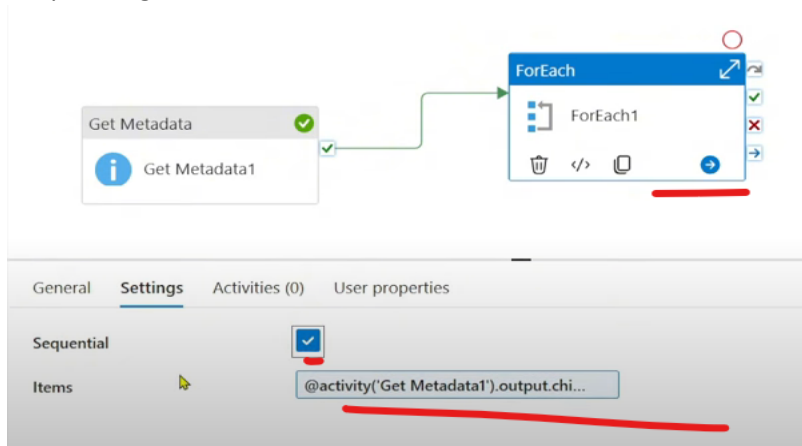 ForEach
ForEach1
Get Metadata
Get Metadata1
General Settings Activities (0) User properties
Sequential
Items @activity('Get Metadata1').output.chi...